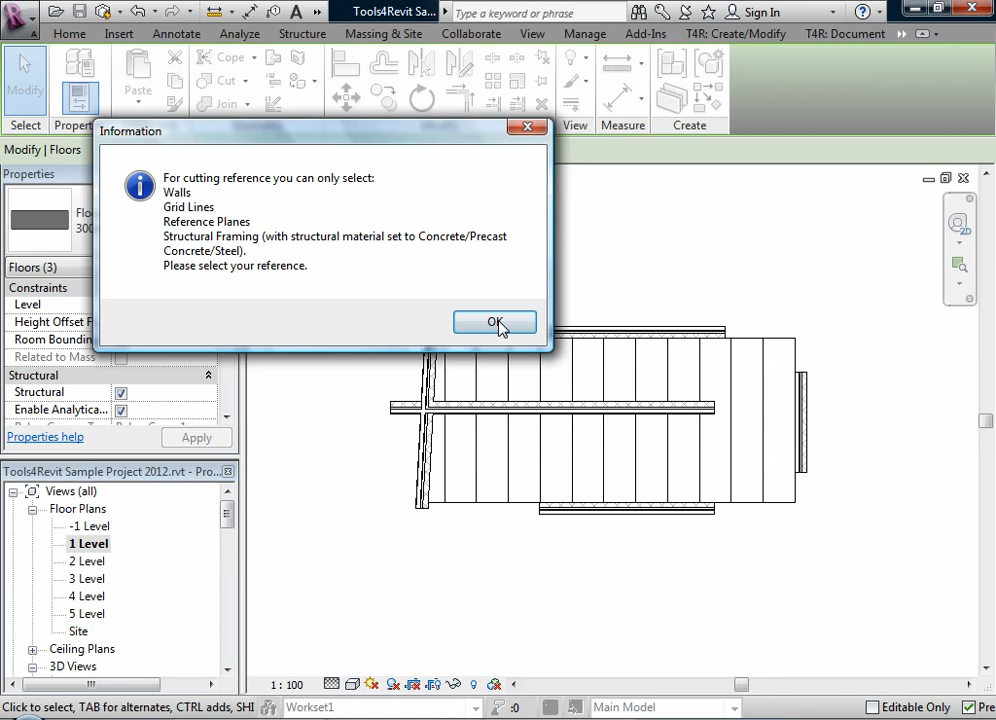 Tools4Revit Sa...
Type a keyword or phrase
Sign In
Home Insert Annotate Analyze Structure Massing & Site Collaborate View Manage Add-Ins T4R: Create/Modify T4R: Document
Modify
Paste
Cope
Cut
Join
Select
View Measure Create
Modify | Floors
Information
For cutting reference you can only select:
Walls
Grid Lines
Reference Planes
Structural Framing (with structural material set to Concrete/Precast
Concrete/Steel).
Please select your reference.
OK
Properties
Floors (3)
Constraints
Level
Height Offset F
Room Boundin
Related to Mass
Structural
Structural
Enable Analytica...
Properties help
Apply
Tools4Revit Sample Project 2012.rvt - Pro...
Views (all)
Floor Plans
-1 Level
1 Level
2 Level
3 Level
4 Level
5 Level
Site
Ceiling Plans
3D Views
2D
1 : 100
Click to select, TAB for alternates, CTRL adds, SHI
Workset1
:0
Main Model
Editable Only
Pre